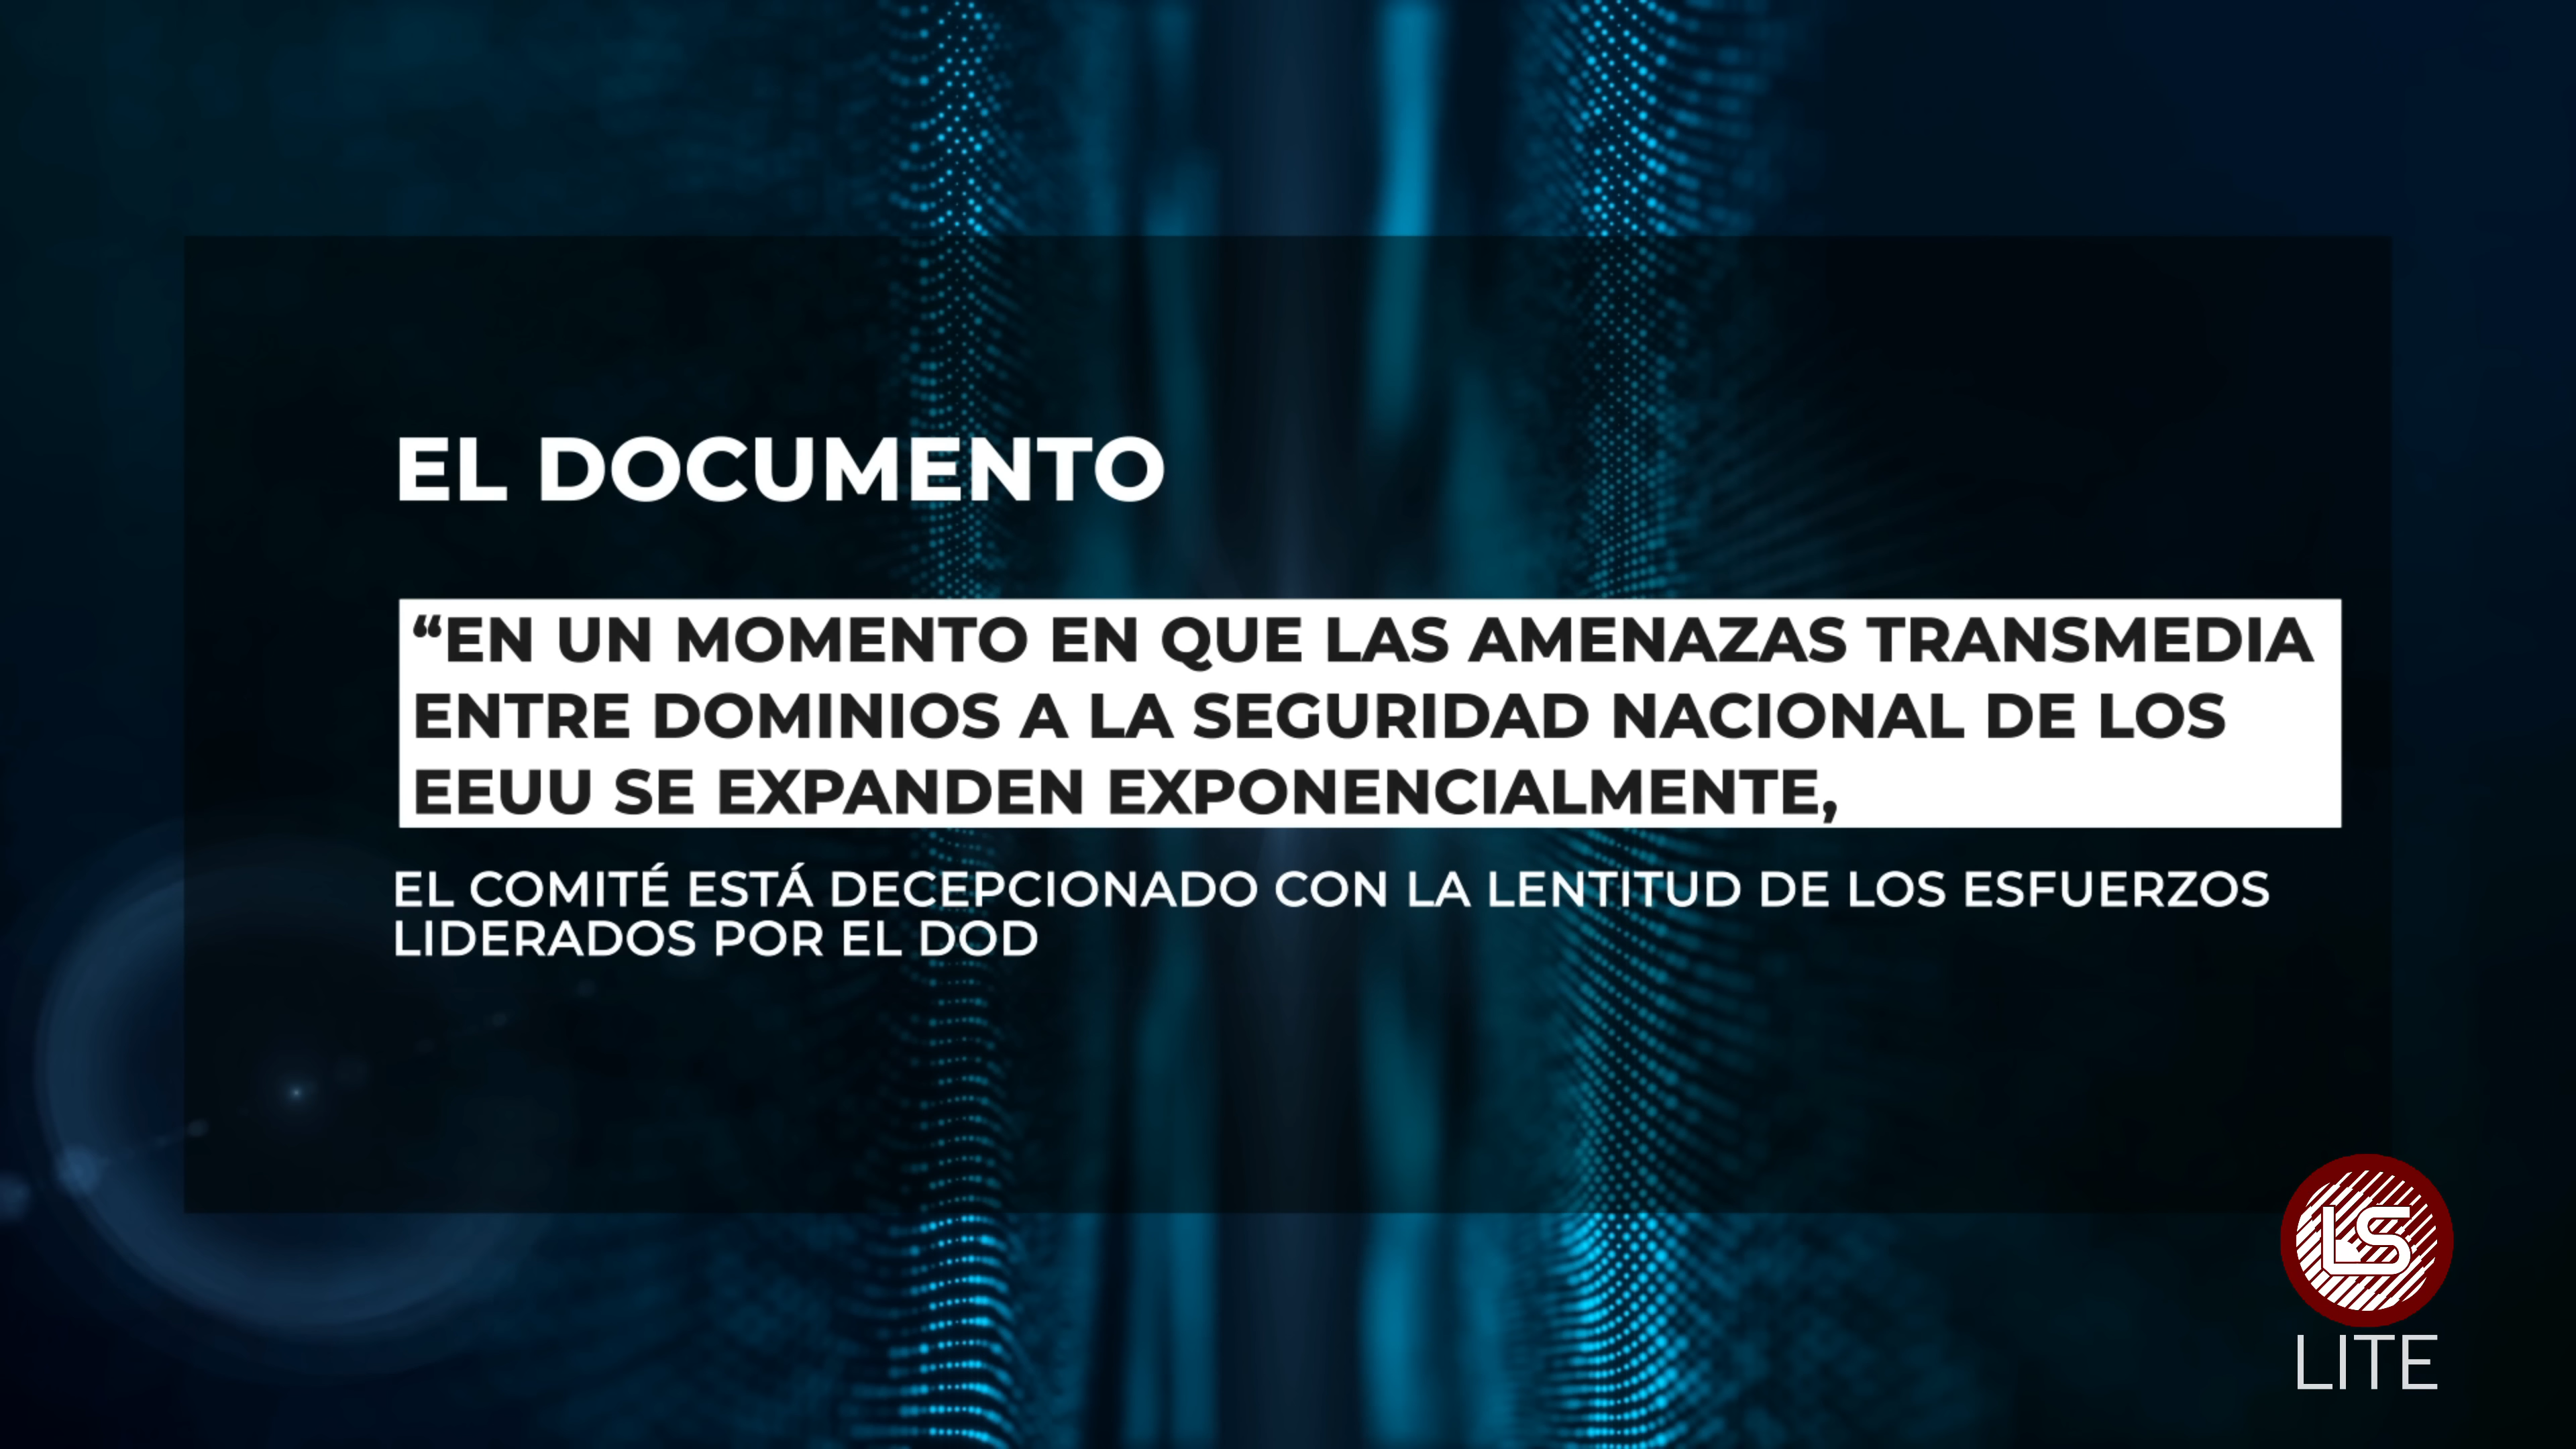 EL DOCUMENTO
“EN UN MOMENTO EN QUE LAS AMENAZAS TRANSMEDIA
ENTRE DOMINIOS A LA SEGURIDAD NACIONAL DE LOS
EEUU SE EXPANDEN EXPONENCIALMENTE,
EL COMITÉ ESTÁ DECEPCIONADO CON LA LENTITUD DE LOS ESFUERZOS
LIDERADOS POR EL DOD
LS
LITE